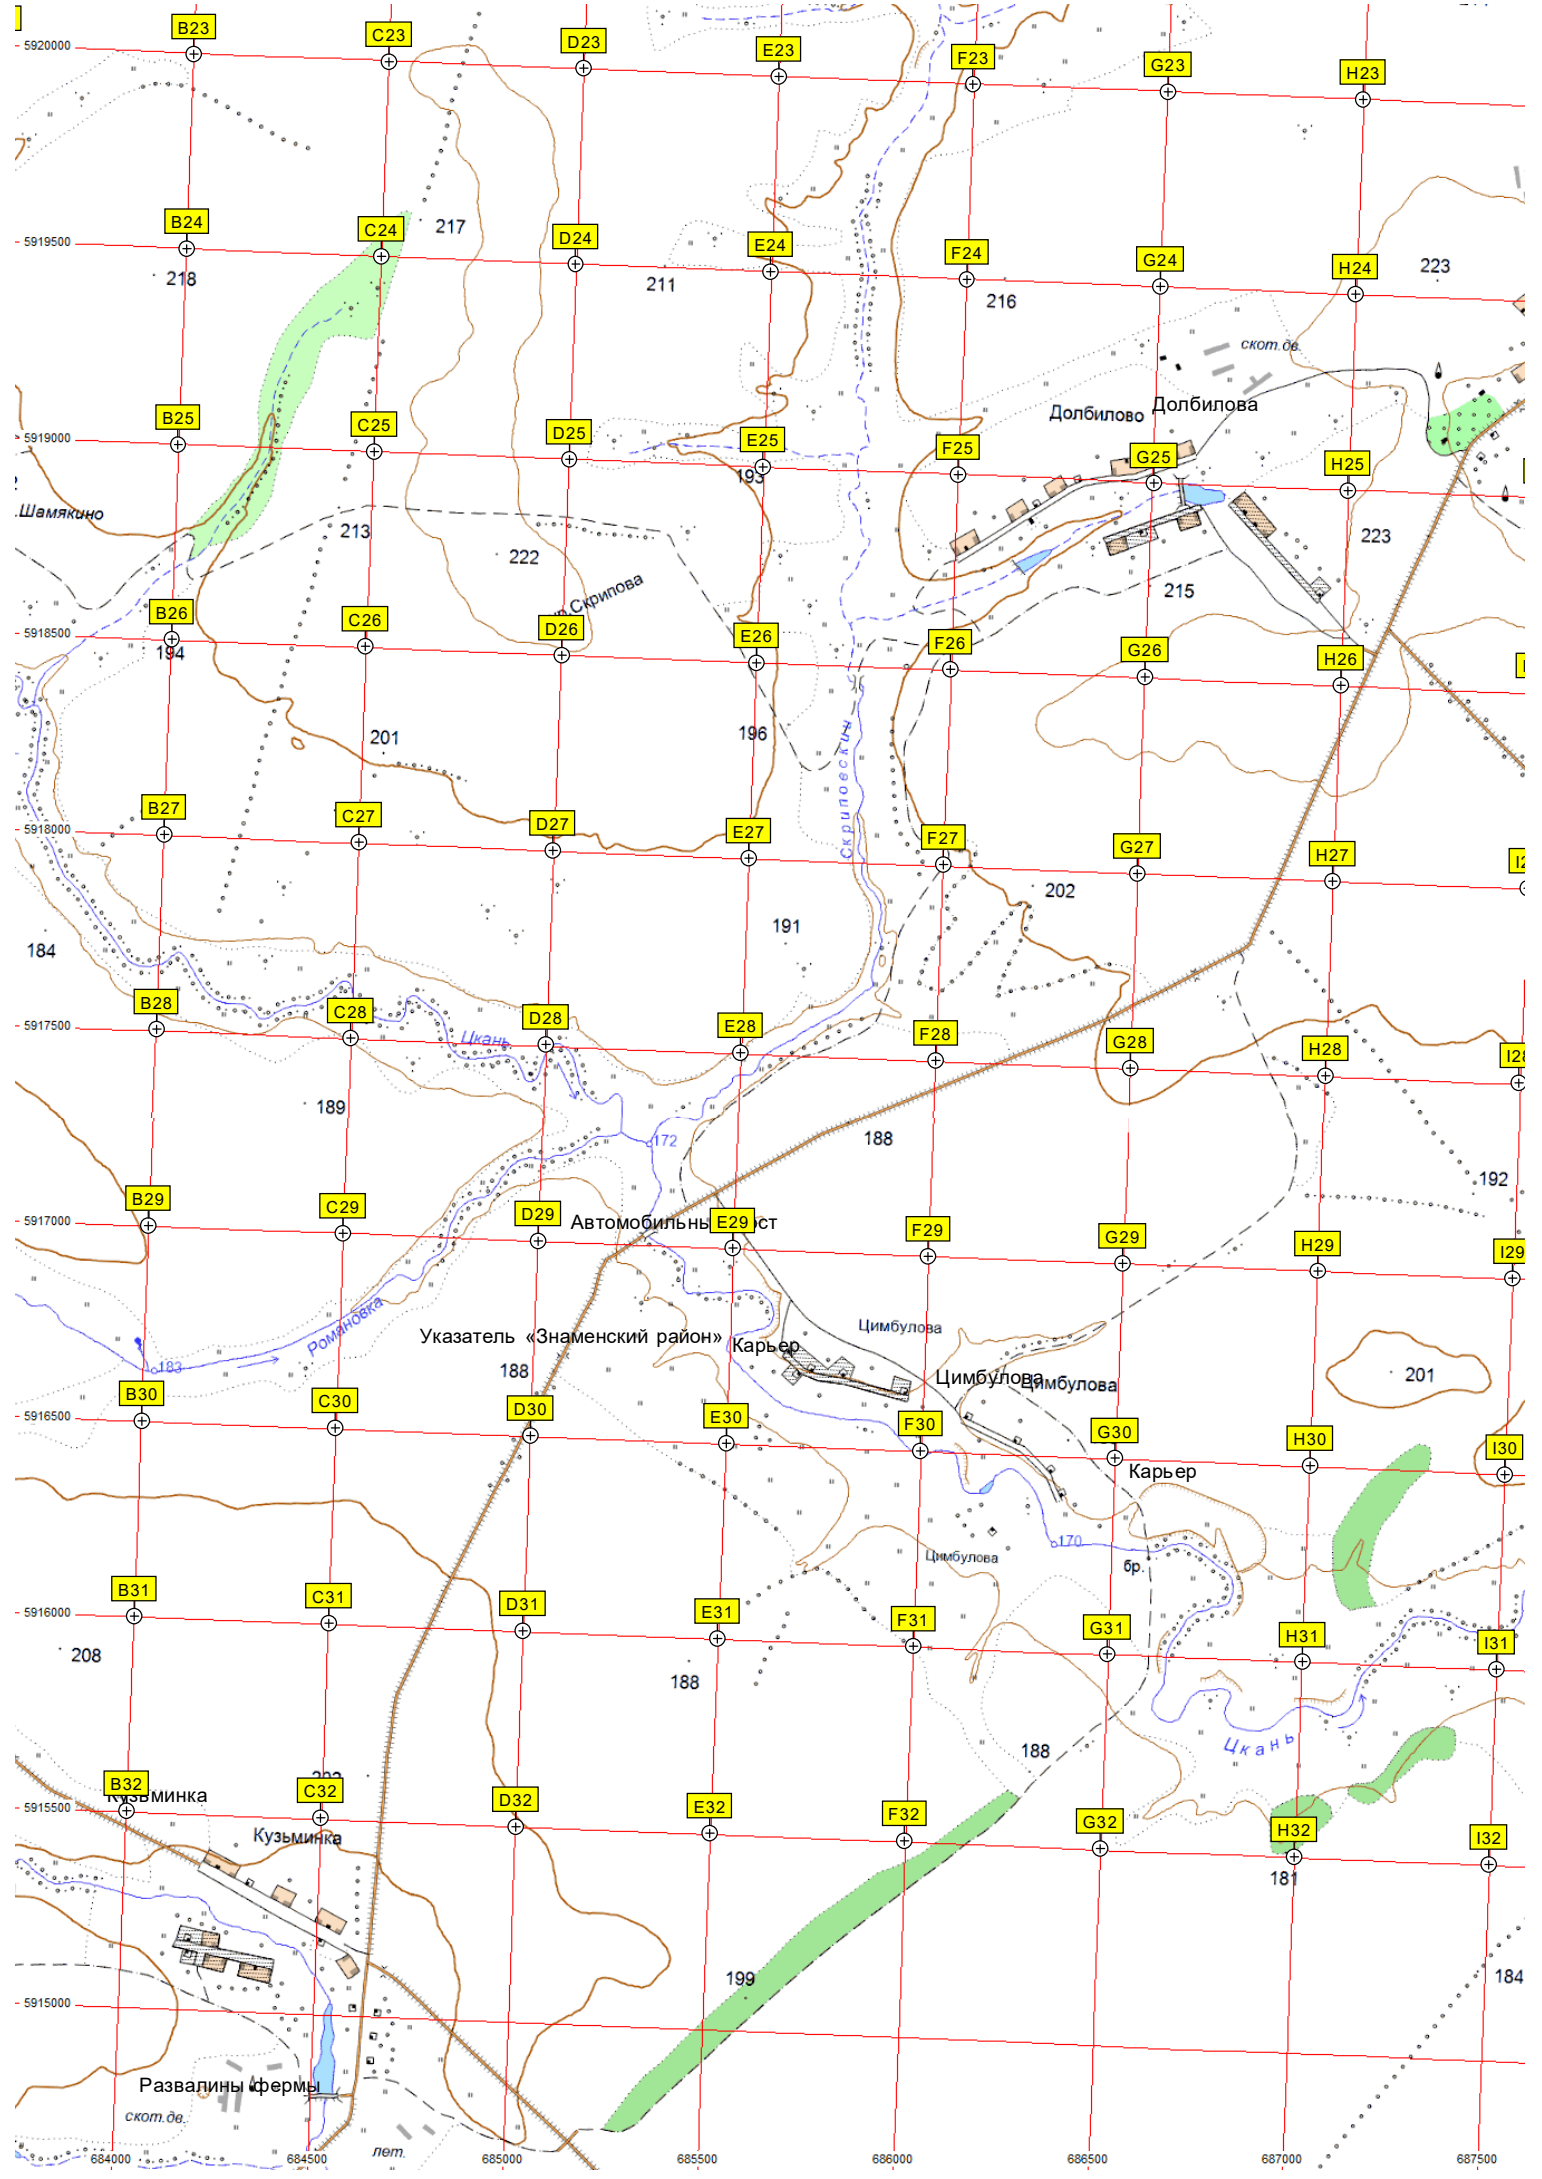 B23
C23
D23
E23
F23
G23
H23
5920000
B24
C24
D24
E24
F24
G24
H24
5919500
217
218
211
216
223
скот.дв.
Долбилово
Долбилова
B25
C25
D25
E25
F25
G25
H25
5919000
193
Шамякино
213
222
223
215
Скрипова
B26
C26
D26
E26
F26
G26
H26
5918500
194
201
196
Скриповский
B27
C27
D27
E27
F27
G27
H27
5918000
202
191
184
B28
C28
D28
E28
F28
G28
H28
I28
5917500
Цкань
189
172
188
192
B29
C29
D29
E29
F29
G29
H29
I29
5917000
Автомобильны
ост
Романовка
183
Указатель «Знаменский район»
Карьер
Цимбулова
188
Цимбулова
Цимбулова
201
B30
C30
D30
E30
F30
G30
H30
I30
5916500
Карьер
170
Цимбулова
бр.
B31
C31
D31
E31
F31
G31
H31
I31
5916000
208
188
Цкань
188
B32
C32
D32
E32
F32
G32
H32
I32
5915500
Кузьминка
Кузьминка
181
199
184
5915000
Развалины фермы
скот.дв.
лет.
684000
684500
685000
685500
686000
686500
687000
687500